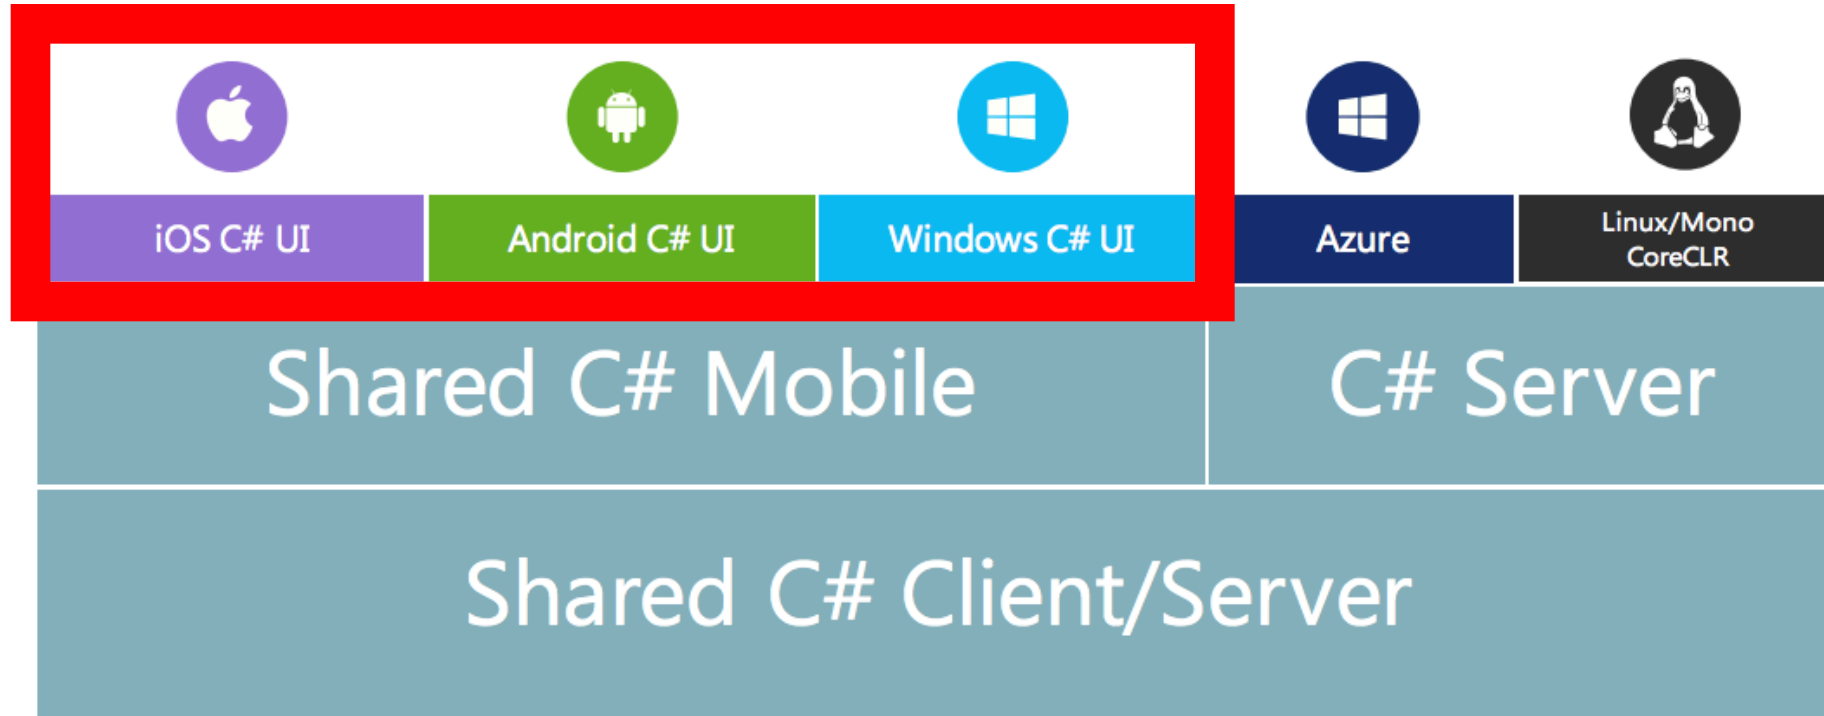 iOS C# UI
Android C# UI
Windows C# UI
Azure
Linux/Mono
CoreCLR
Shared C# Mobile
C# Server
Shared C# Client/Server